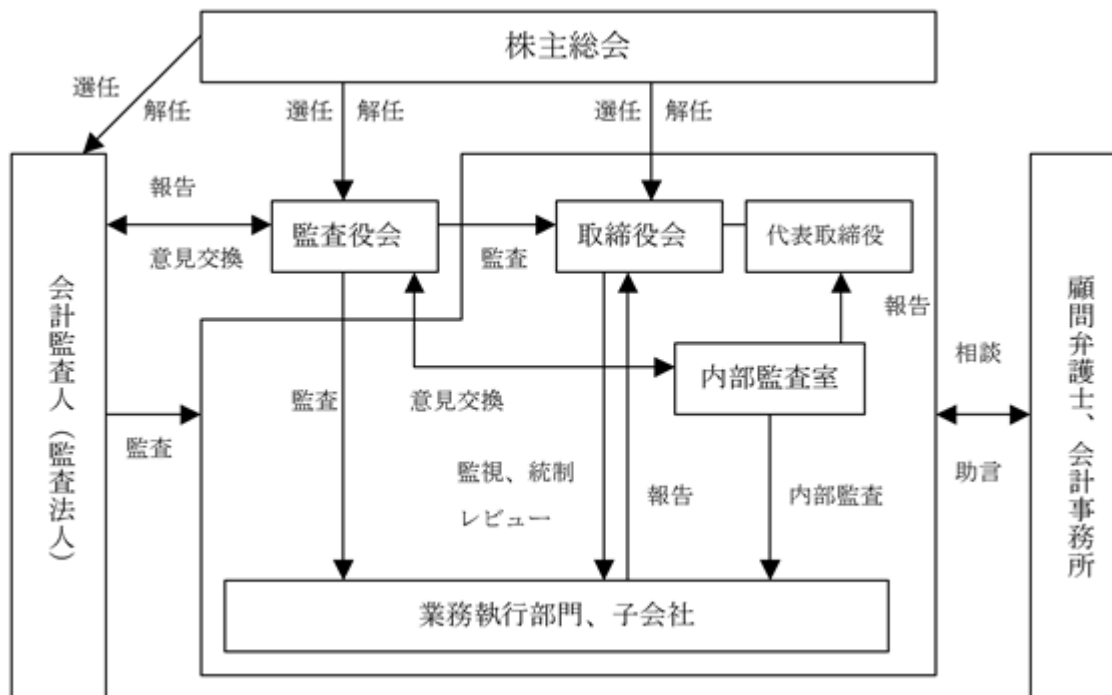 株主総会
選任
解任
選任
解任
選任
解任
報告
意見交換
監査役会
監査
取締役会
代表取締役
報告
会計監査人（監査法人）
監査
監査
意見交換
内部監査室
監視、統制
レビュー
報告
内部監査
相談
助言
顧問弁護士、会計事務所
業務執行部門、子会社